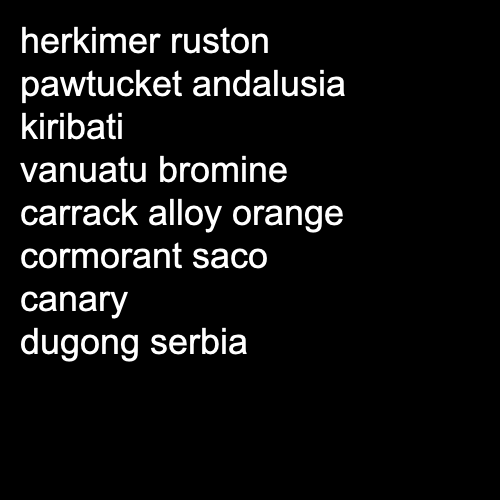 herkimer ruston
pawtucket andalusia
kiribati
vanuatu bromine
carrack alloy orange
cormorant saco
canary
dugong serbia